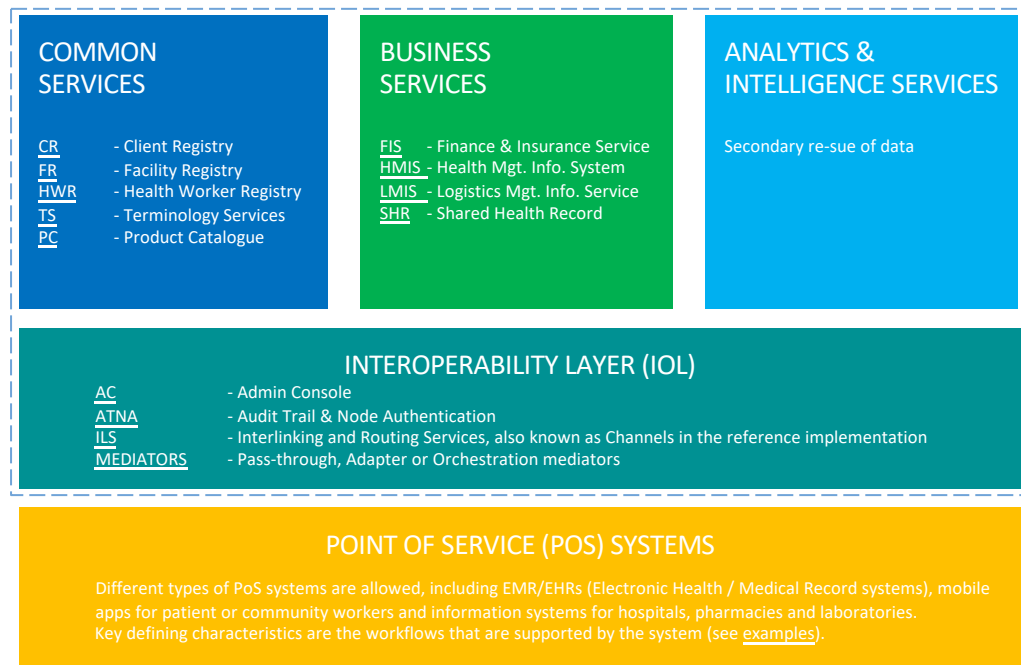 COMMON
SERVICES
CR - Client Registry
FR - Facility Registry
HWR - Health Worker Registry
TS - Terminology Services
PC - Product Catalogue
BUSINESS
SERVICES
FIS - Finance & Insurance Service
HMIS - Health Mgt. Info. System
LMIS - Logistics Mgt. Info. Service
SHR - Shared Health Record
ANALYTICS &
INTELLIGENCE SERVICES
Secondary re-sue of data
INTEROPERABILITY LAYER (IOL)
AC - Admin Console
ATNA - Audit Trail & Node Authentication
ILS - Interlinking and Routing Services, also known as Channels in the reference implementation
MEDIATORS - Pass-through, Adapter or Orchestration mediators
POINT OF SERVICE (POS) SYSTEMS
Different types of PoS systems are allowed, including EMR/EHRs (Electronic Health / Medical Record systems), mobile
apps for patient or community workers and information systems for hospitals, pharmacies and laboratories.
Key defining characteristics are the workflows that are supported by the system (see examples).